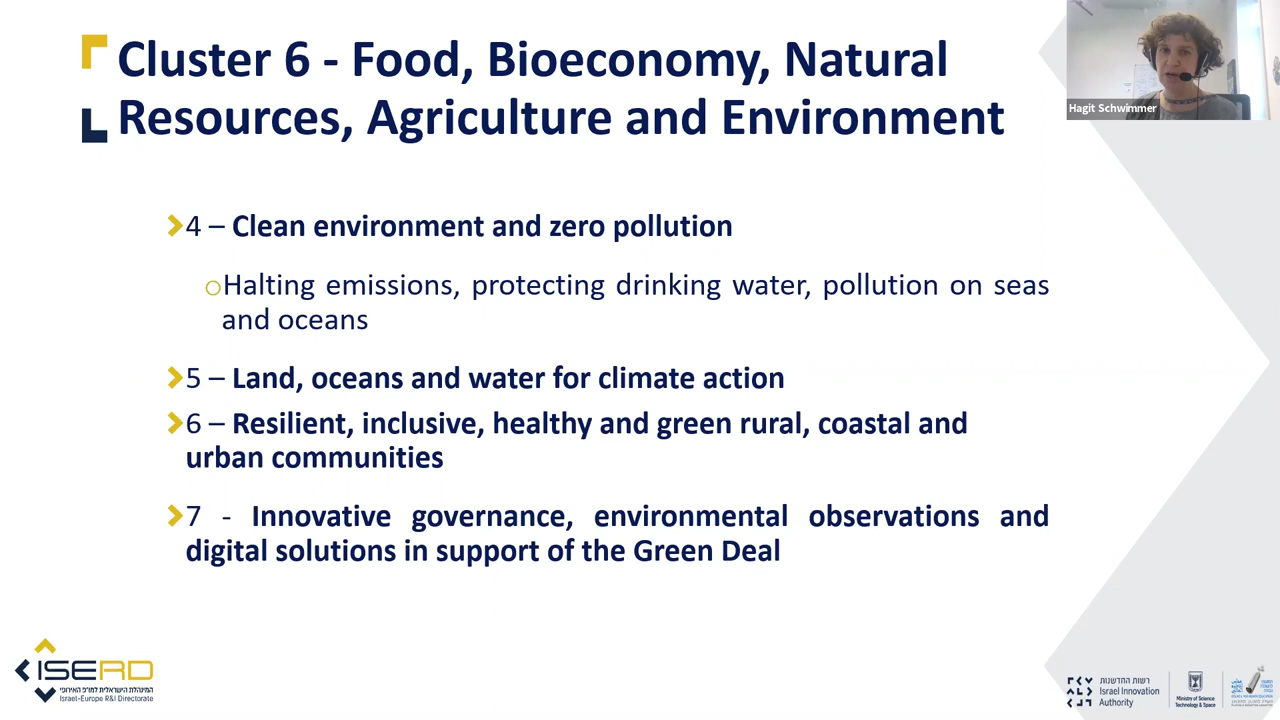 Cluster 6 - Food, Bioeconomy, Natural
Resources, Agriculture and Environment
Hagit Schwimmer
4 – Clean environment and zero pollution
Halting emissions, protecting drinking water, pollution on seas
and oceans
5 – Land, oceans and water for climate action
6 – Resilient, inclusive, healthy and green rural, coastal and
urban communities
7 - Innovative governance, environmental observations and
digital solutions in support of the Green Deal
ISERD
המינהלת הישראלית למו"פ האירופי
Israel-Europe R&I Directorate
רשות החדשנות
Israel Innovation
Authority
Ministry of Science
Technology & Space